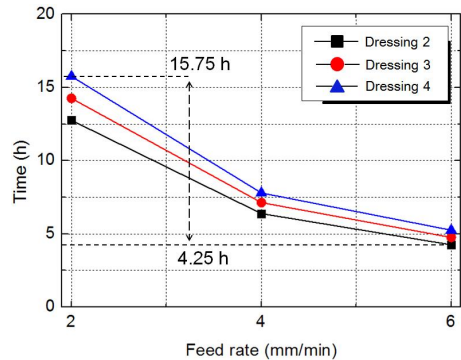 20
15
10
5
0
Time (h)
15.75 h
4.25 h
Dressing 2
Dressing 3
Dressing 4
2
4
6
Feed rate (mm/min)